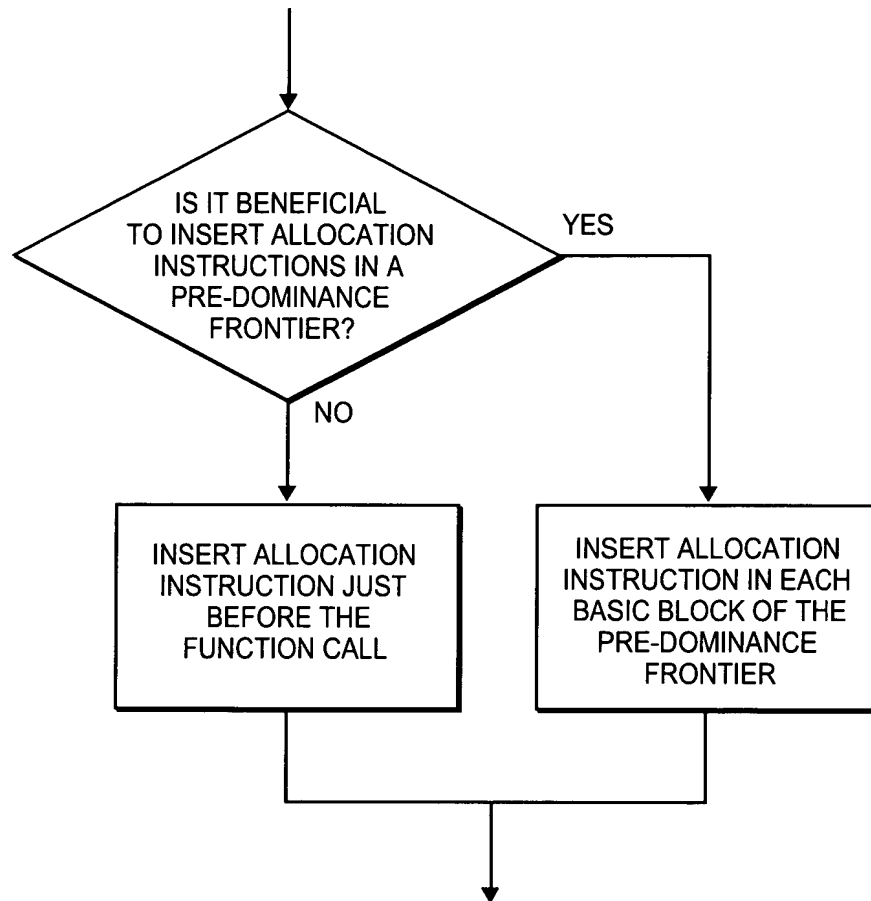 IS IT BENEFICIAL
TO INSERT ALLOCATION
INSTRUCTIONS IN A
PRE-DOMINANCE
FRONTIER?
YES
NO
INSERT ALLOCATION
INSTRUCTION JUST
BEFORE THE
FUNCTION CALL
INSERT ALLOCATION
INSTRUCTION IN EACH
BASIC BLOCK OF THE
PRE-DOMINANCE
FRONTIER